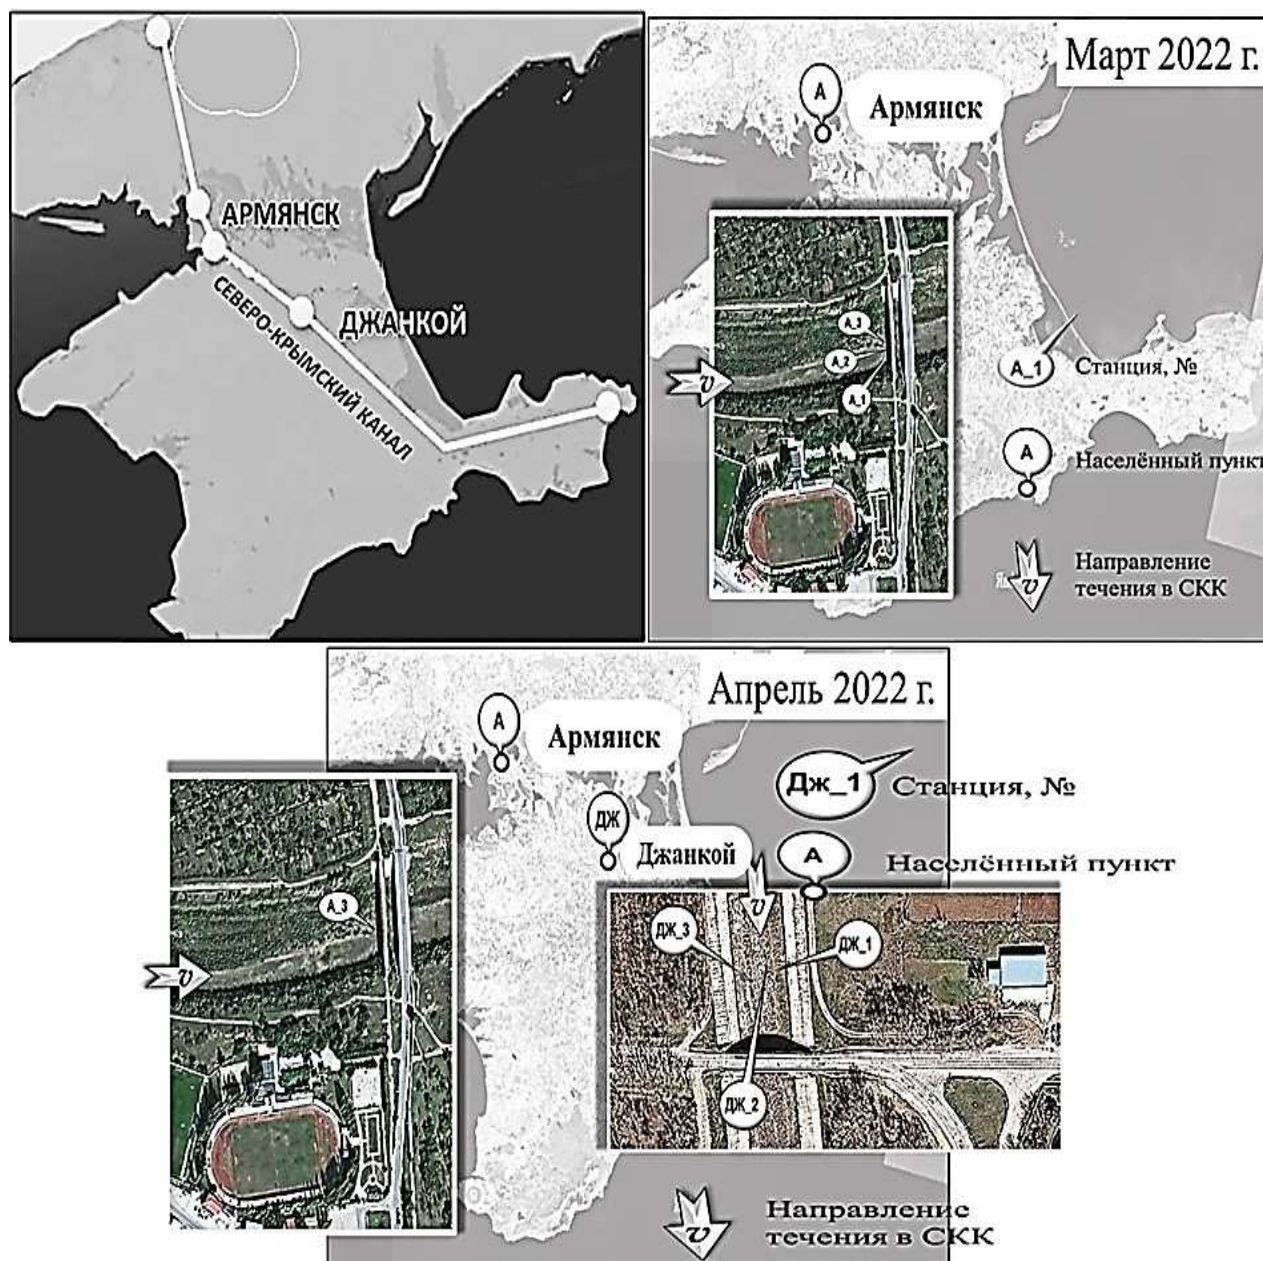 АРМЯНСК
ДЖАНКОЙ
СЕВЕРО-КРЫМСКИЙ КАНАЛ
Март 2022 г.
А
Армянск
А_3
А_2
А_1
υ
А_1
Станция, №
А
Населённый пункт
υ
Направление
течения в СКК
Апрель 2022 г.
А
Армянск
Дж_1
Станция, №
ДЖ
Джанкой
А
Населённый пункт
υ
А_3
υ
ДЖ_3
ДЖ_1
ДЖ_2
υ
Направление
течения в СКК